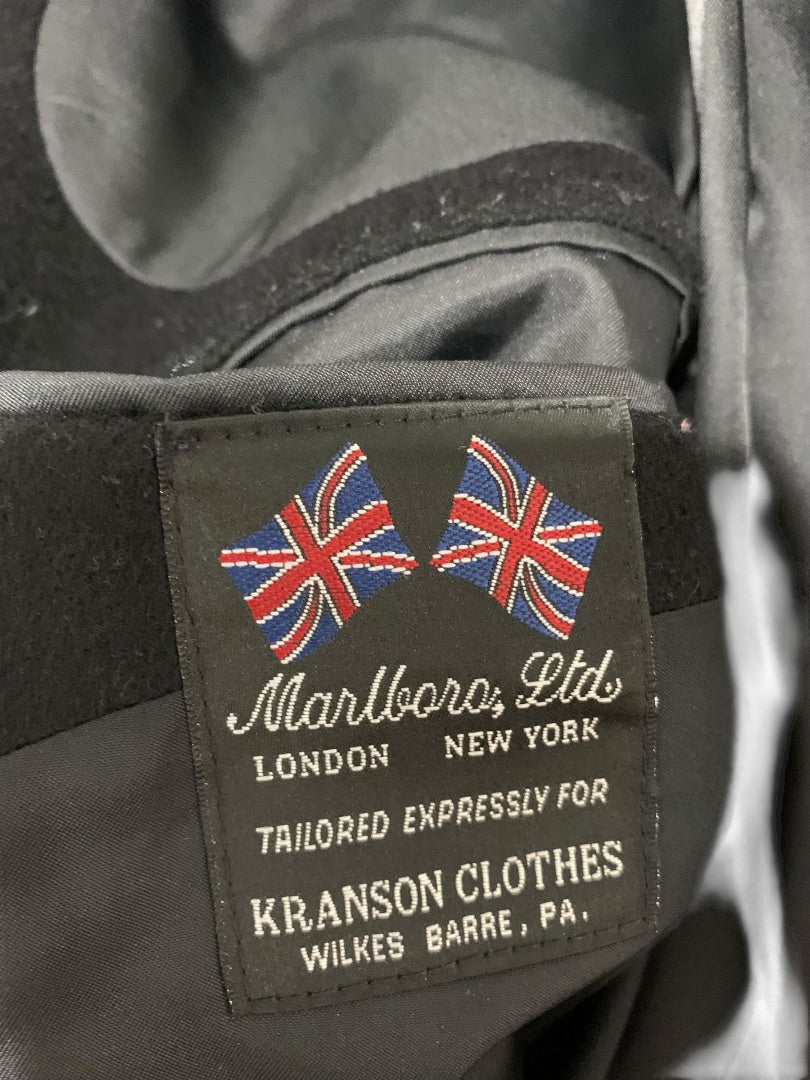 Marlboro, Ltd.
LONDON NEW YORK
TAILORED EXPRESSLY FOR
KRANSON CLOTHES
WILKES BARRE, PA.